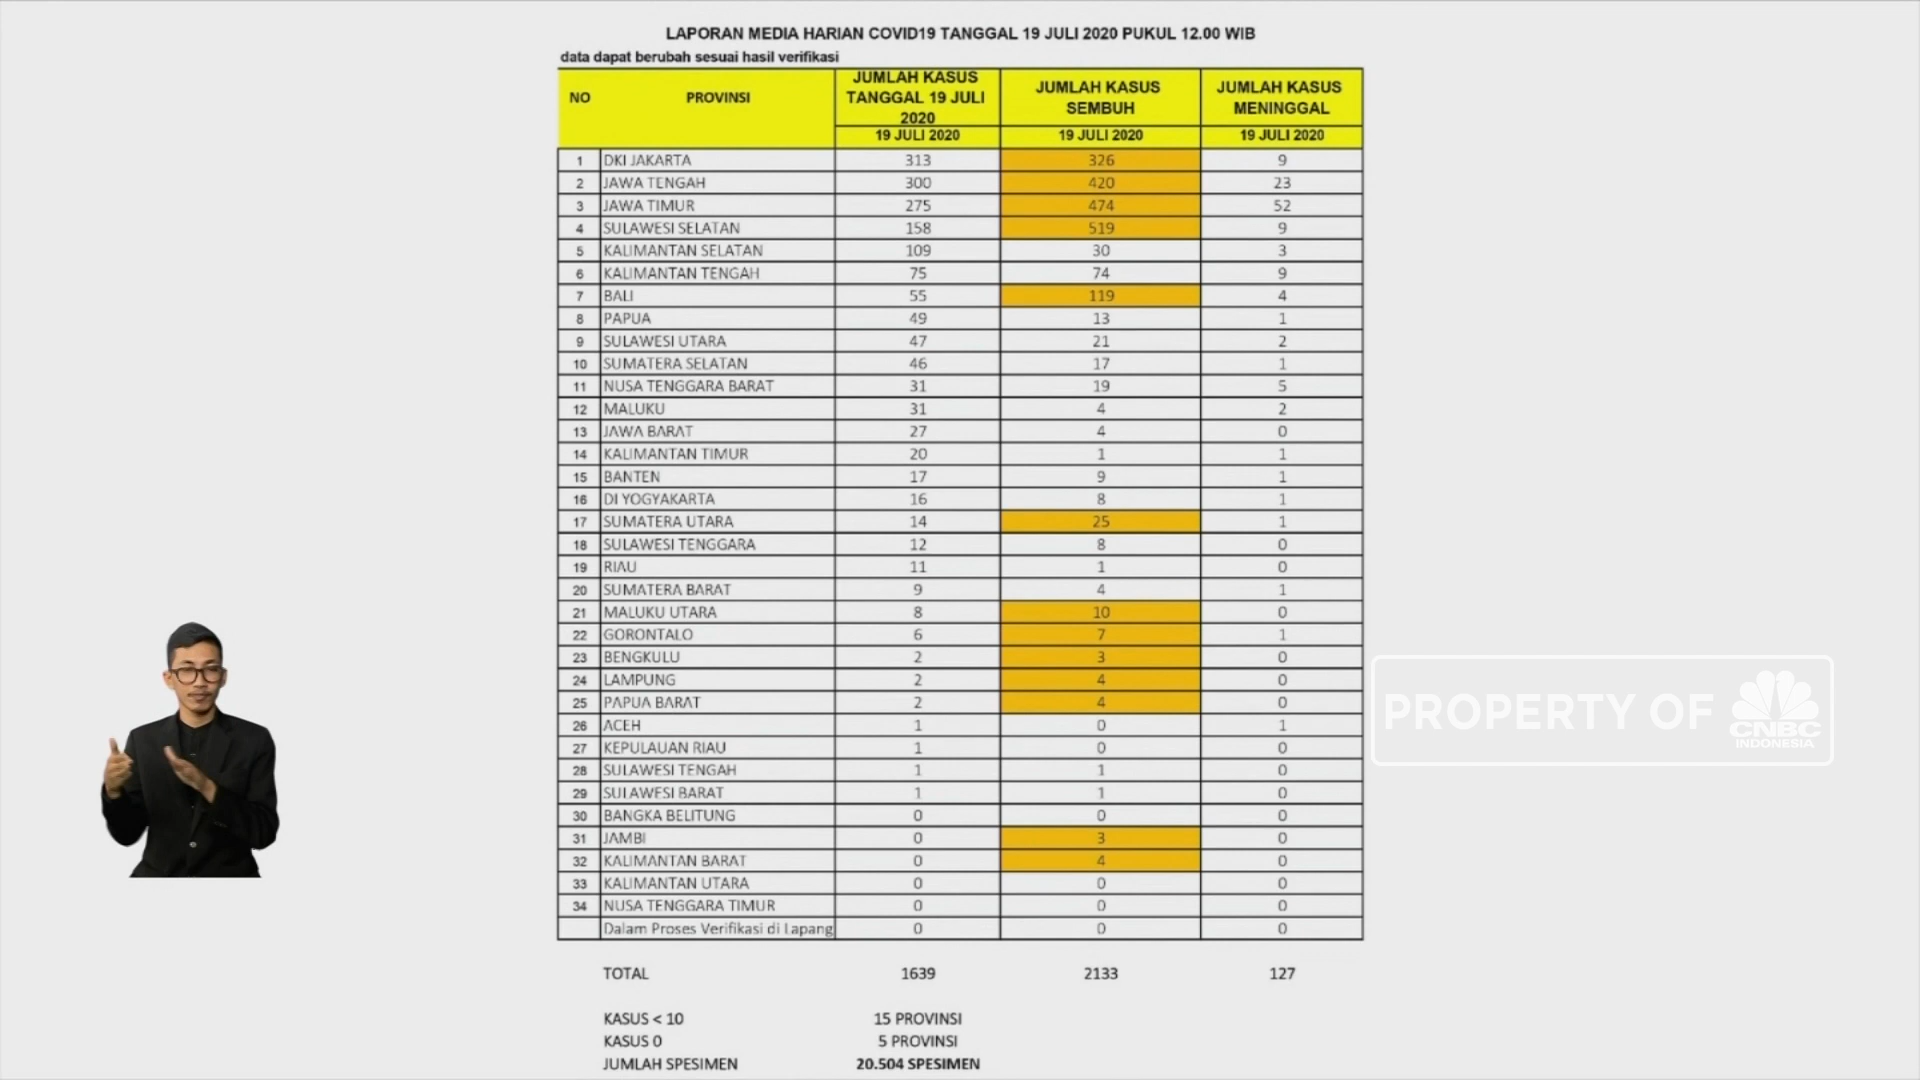 LAPORAN MEDIA HARIAN COVID19 TANGGAL 19 JULI 2020 PUKUL 12.00 WIB
data dapat berubah sesuai hasil verifikasi
NO PROVINSI JUMLAH KASUS TANGGAL 19 JULI 2020 JUMLAH KASUS SEMBUH JUMLAH KASUS MENINGGAL
19 JULI 2020 19 JULI 2020 19 JULI 2020
1 DKI JAKARTA 313 326 9
2 JAWA TENGAH 300 420 23
3 JAWA TIMUR 275 474 52
4 SULAWESI SELATAN 158 519 9
5 KALIMANTAN SELATAN 109 30 3
6 KALIMANTAN TENGAH 75 74 9
7 BALI 55 119 4
8 PAPUA 49 13 1
9 SULAWESI UTARA 47 21 2
10 SUMATERA SELATAN 46 17 1
11 NUSA TENGGARA BARAT 31 19 5
12 MALUKU 31 4 2
13 JAWA BARAT 27 4 0
14 KALIMANTAN TIMUR 20 1 1
15 BANTEN 17 9 1
16 DI YOGYAKARTA 16 8 1
17 SUMATERA UTARA 14 25 1
18 SULAWESI TENGGARA 12 8 0
19 RIAU 11 1 0
20 SUMATERA BARAT 9 4 1
21 MALUKU UTARA 8 10 0
22 GORONTALO 6 7 1
23 BENGKULU 2 3 0
24 LAMPUNG 2 4 0
25 PAPUA BARAT 2 4 0
26 ACEH 1 0 1
27 KEPULAUAN RIAU 1 0 0
28 SULAWESI TENGAH 1 1 0
29 SULAWESI BARAT 1 1 0
30 BANGKA BELITUNG 0 0 0
31 JAMBI 0 3 0
32 KALIMANTAN BARAT 0 4 0
33 KALIMANTAN UTARA 0 0 0
34 NUSA TENGGARA TIMUR 0 0 0
Dalam Proses Verifikasi di Lapang 0 0 0
TOTAL 1639 2133 127
KASUS < 10 15 PROVINSI
KASUS 0 5 PROVINSI
JUMLAH SPESIMEN 20.504 SPESIMEN
PROPERTY OF CNBC INDONESIA